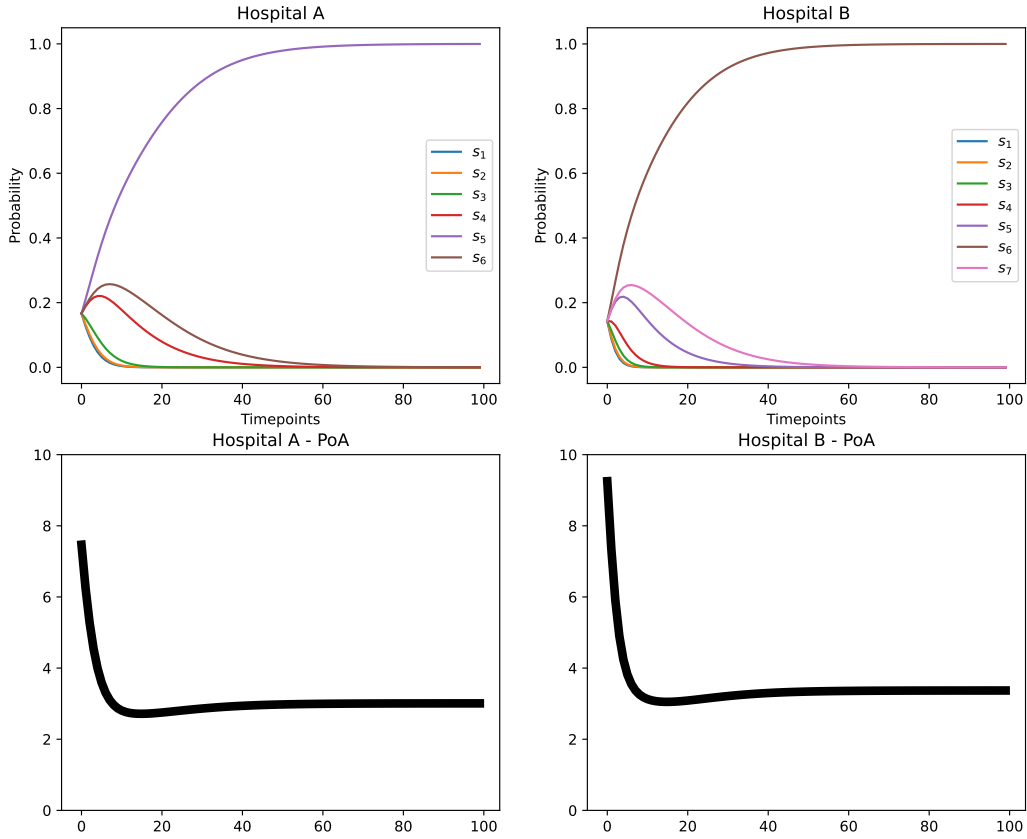 Hospital A
1.0
0.8
0.6
0.4
0.2
0.0
Probability
s1
s2
s3
s4
s5
s6
0 20 40 60 80 100
Timepoints
Hospital B
1.0
0.8
0.6
0.4
0.2
0.0
Probability
s1
s2
s3
s4
s5
s6
s7
0 20 40 60 80 100
Timepoints
Hospital A - PoA
10
8
6
4
2
0
0 20 40 60 80 100
Hospital B - PoA
10
8
6
4
2
0
0 20 40 60 80 100